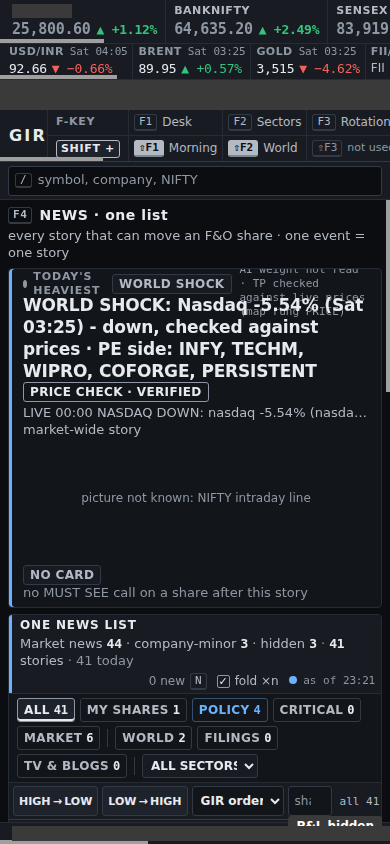 BANKNIFTY SENSEX
25,800.60 ▲ +1.12% 64,635.20 ▲ +2.49% 83,919
USD/INR Sat 04:05 BRENT Sat 03:25 GOLD Sat 03:25 FII/
92.66 ▼ −0.66% 89.95 ▲ +0.57% 3,515 ▼ −4.62% FII
GIR F-KEY F1 Desk F2 Sectors F3 Rotation
SHIFT + ⇧F1 Morning ⇧F2 World ⇧F3 not used
/ symbol, company, NIFTY
F4 NEWS · one list
every story that can move an F&O share · one event =
one story
TODAY'S HEAVIEST WORLD SHOCK AI weight not read
· TP checked
against live prices
(map rung PRICE)
WORLD SHOCK: Nasdaq -5.54% (Sat
03:25) - down, checked against
prices · PE side: INFY, TECHM,
WIPRO, COFORGE, PERSISTENT
PRICE CHECK · VERIFIED
LIVE 00:00 NASDAQ DOWN: nasdaq -5.54% (nasda…
market-wide story
picture not known: NIFTY intraday line
NO CARD
no MUST SEE call on a share after this story
ONE NEWS LIST
Market news 44 · company-minor 3 · hidden 3 · 41
stories · 41 today
0 new N fold ×n as of 23:21
ALL 41 MY SHARES 1 POLICY 4 CRITICAL 0
MARKET 6 WORLD 2 FILINGS 0
TV & BLOGS 0 ALL SECTORS
HIGH→LOW LOW→HIGH GIR order sha all 41
P&L hidden